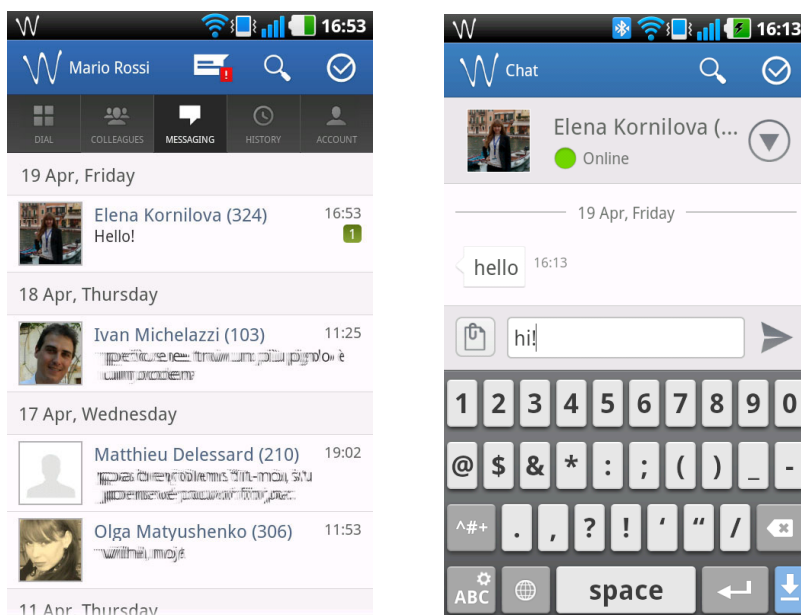 W 16:53
W Mario Rossi !
DIAL COLLEAGUES MESSAGING HISTORY ACCOUNT
19 Apr, Friday
Elena Kornilova (324) 16:53
Hello! 1
18 Apr, Thursday
Ivan Michelazzi (103) 11:25
17 Apr, Wednesday
Matthieu Delessard (210) 19:02
Olga Matyushenko (306) 11:53
11 Apr, Thursday
W 16:13
W Chat
Elena Kornilova (...
Online
19 Apr, Friday
hello 16:13
hi!
1 2 3 4 5 6 7 8 9 0
@ $ & * : ; ( ) _ -
^#+ . , ? ! ‘ “ /
ABC space